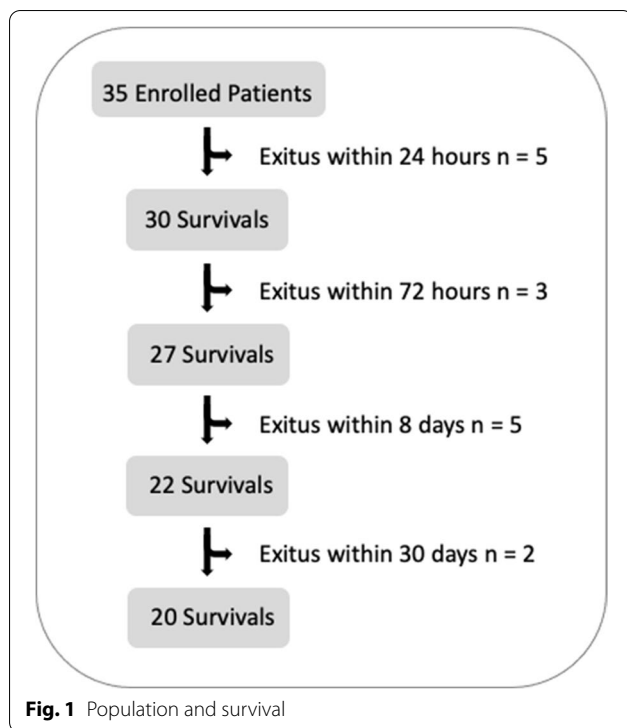 35 Enrolled Patients
Exitus within 24 hours n = 5
30 Survivals
Exitus within 72 hours n = 3
27 Survivals
Exitus within 8 days n = 5
22 Survivals
Exitus within 30 days n = 2
20 Survivals
Fig. 1 Population and survival